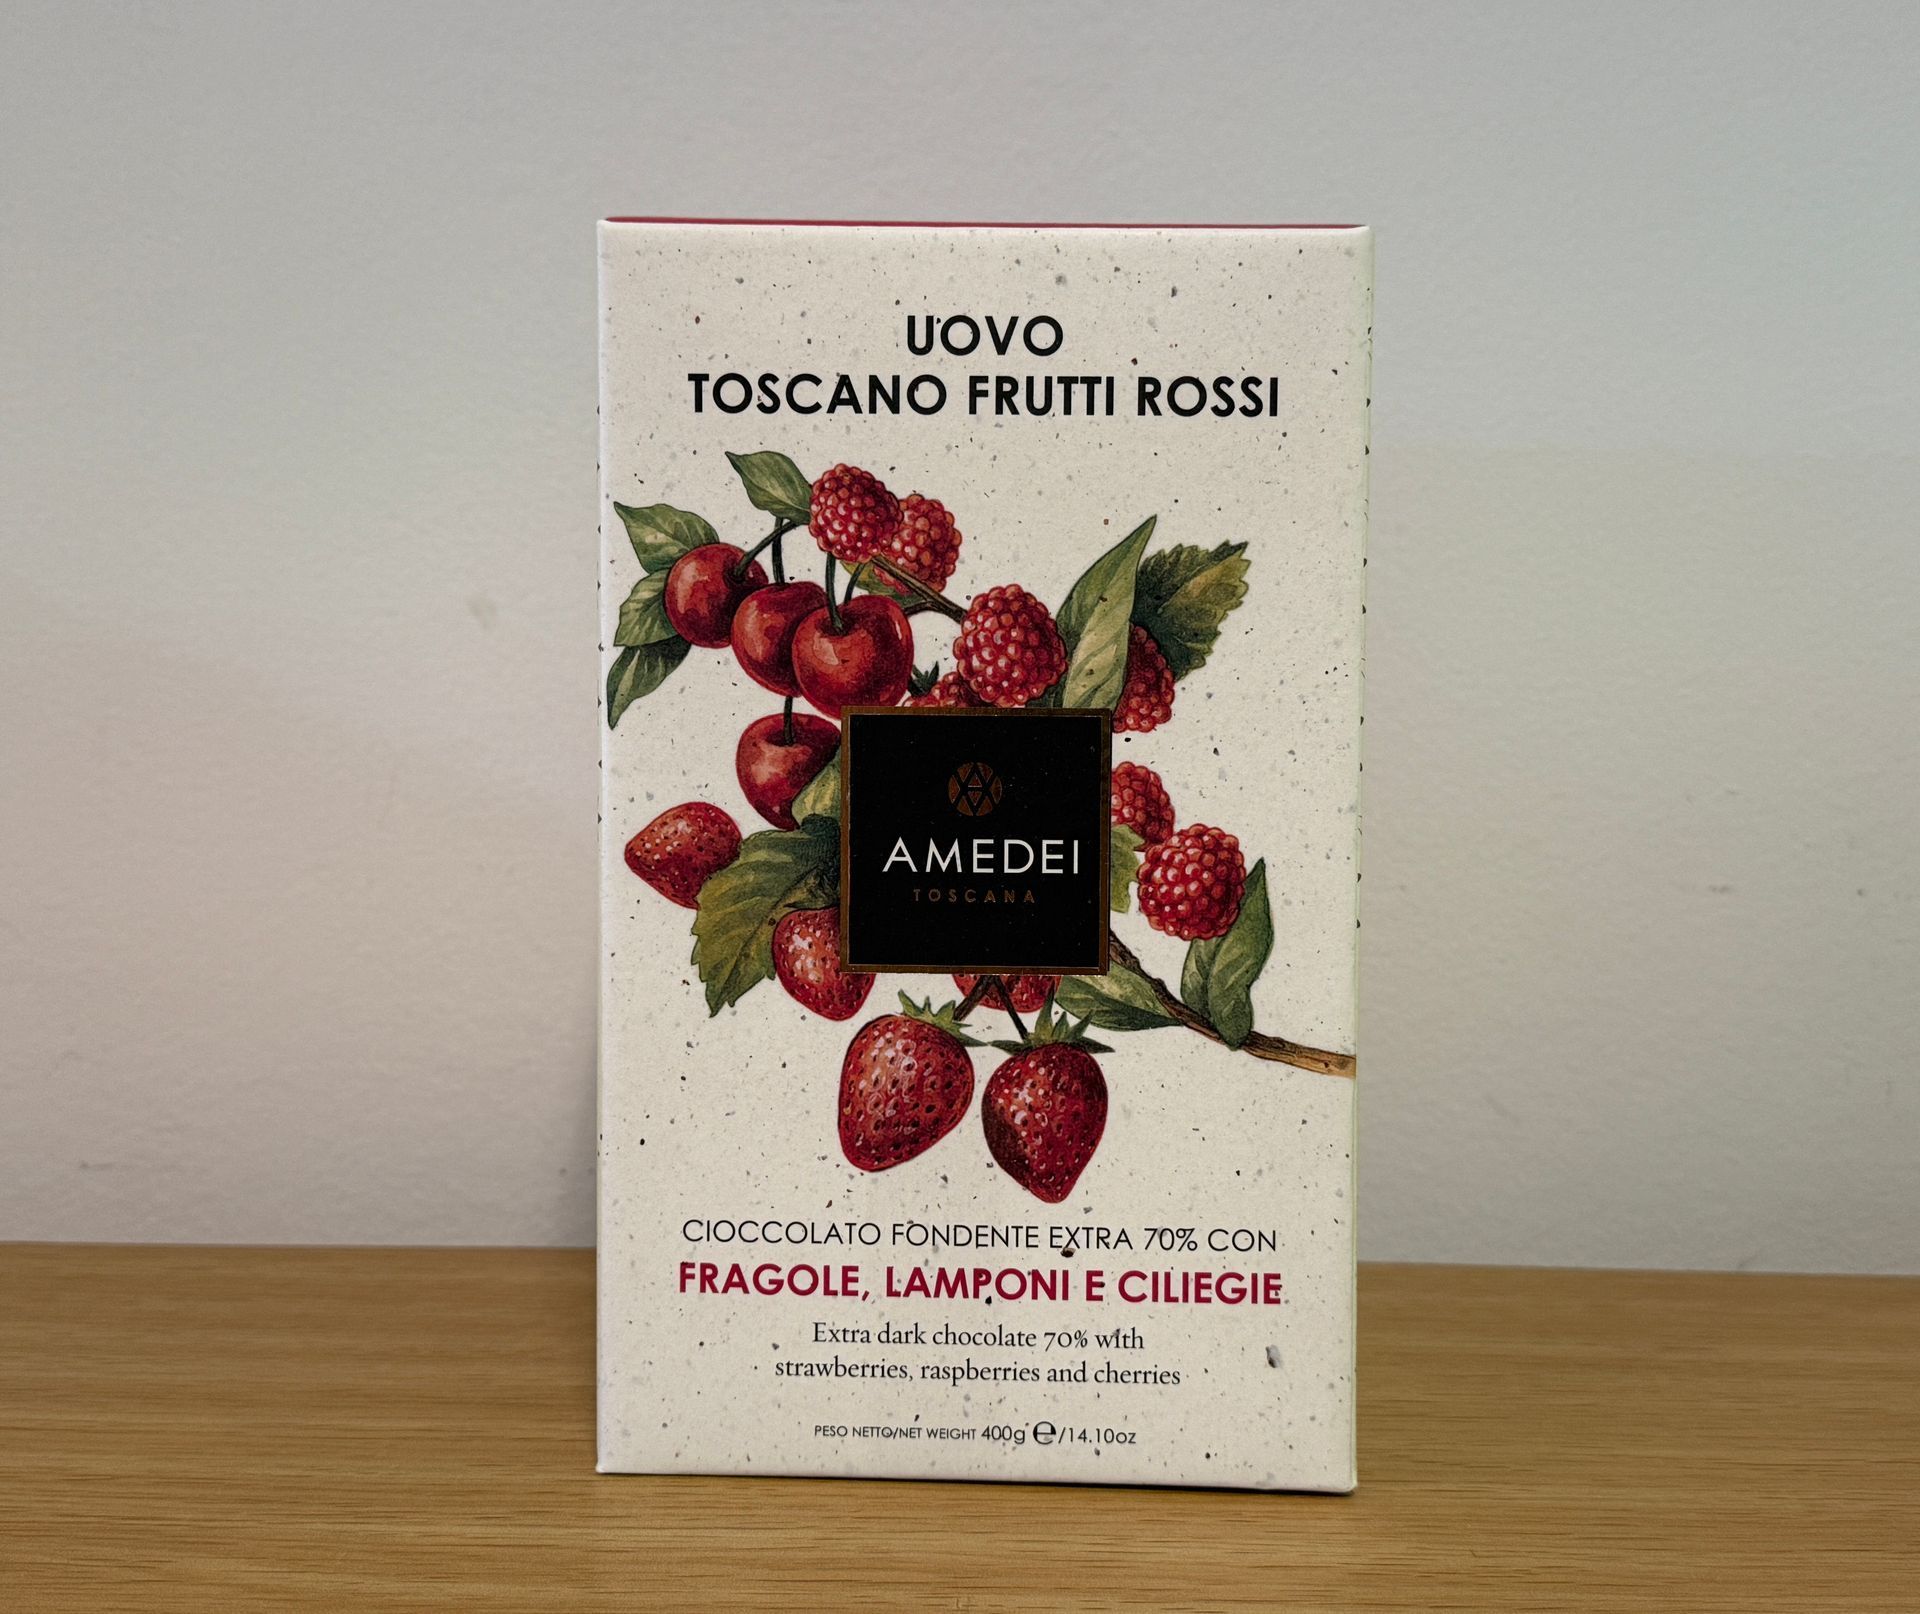 UOVO
TOSCANO FRUTTI ROSSI
AMEDEI
TOSCANA
CIOCCOLATO FONDENTE EXTRA 70% CON
FRAGOLE, LAMPONI E CILIEGIE
Extra dark chocolate 70% with
strawberries, raspberries and cherries
PESO NETTO/NET WEIGHT 400g ℮/14.10oz